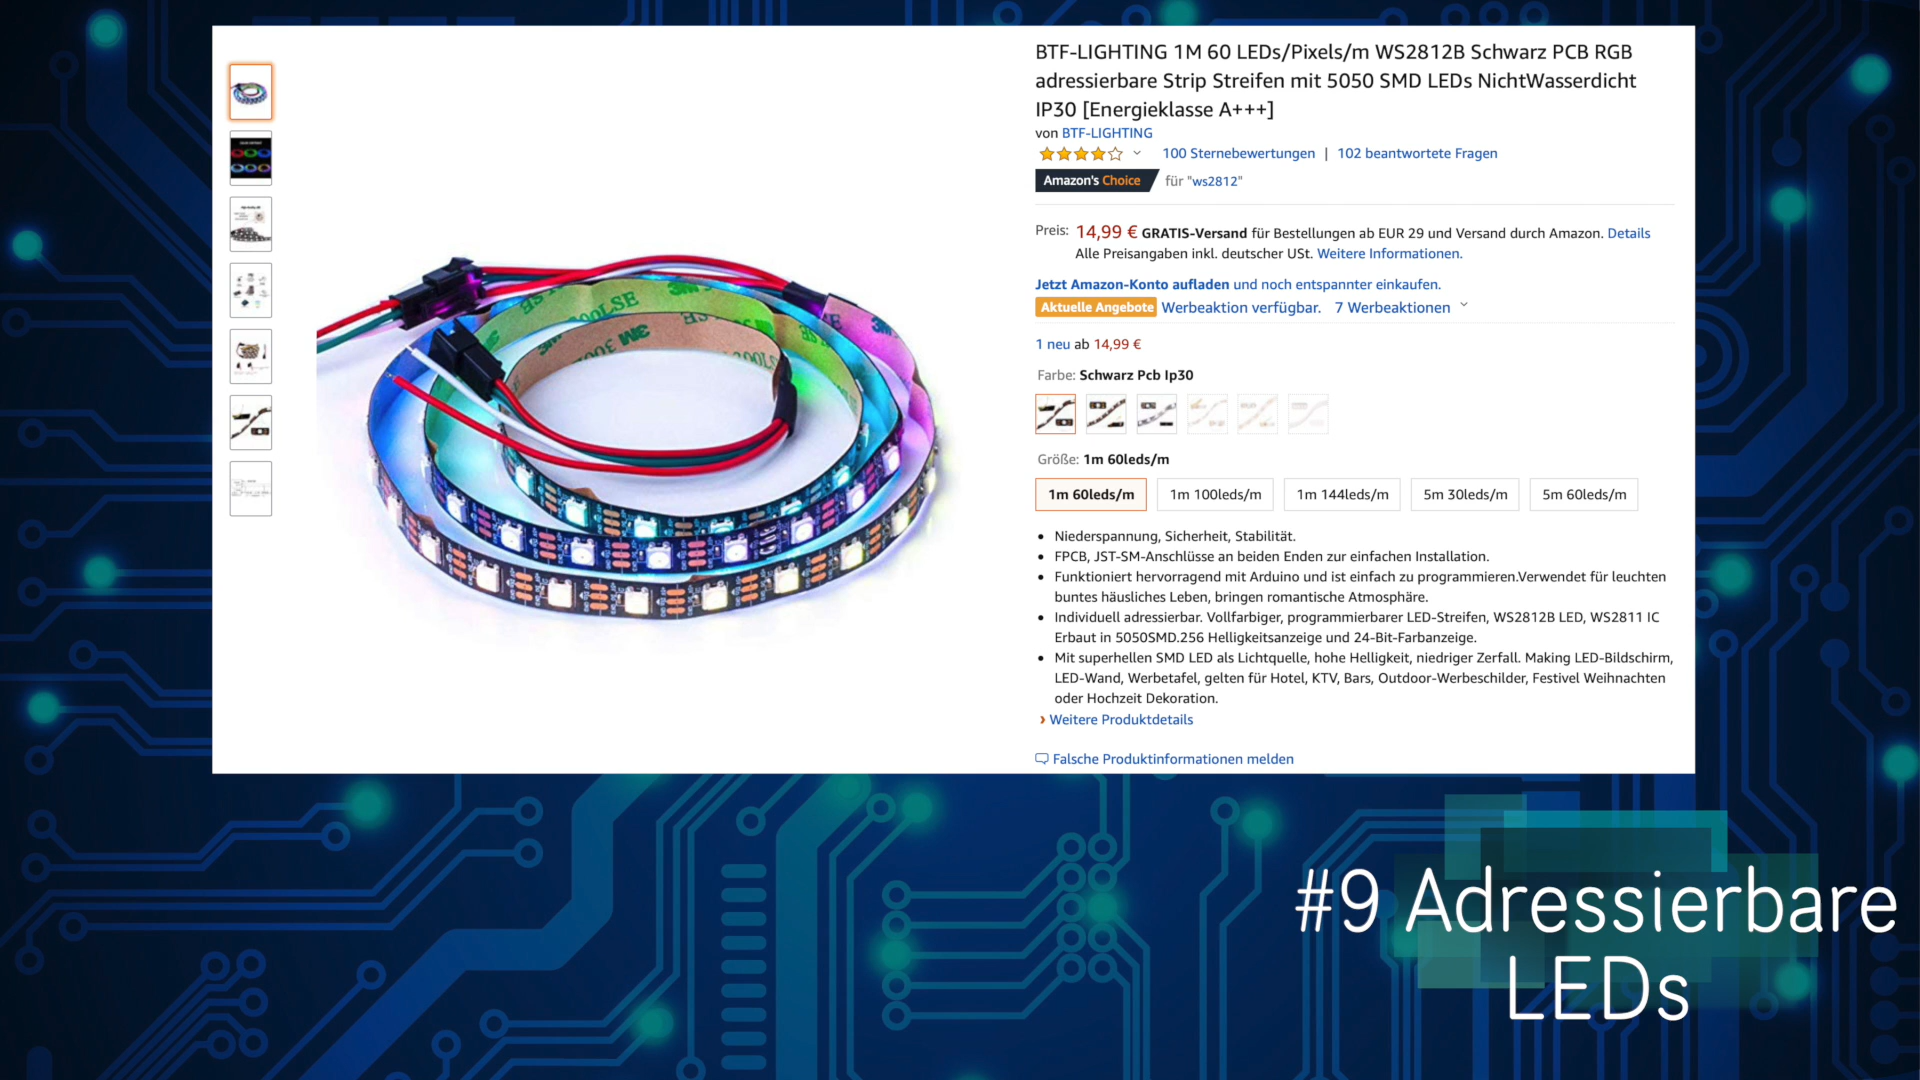 BTF-LIGHTING 1M 60 LEDs/Pixels/m WS2812B Schwarz PCB RGB
adressierbare Strip Streifen mit 5050 SMD LEDs NichtWasserdicht
IP30 [Energieklasse A+++]
von BTF-LIGHTING
100 Sternebewertungen | 102 beantwortete Fragen
Amazon's Choice für "ws2812"
Preis: 14,99 € GRATIS-Versand für Bestellungen ab EUR 29 und Versand durch Amazon. Details
Alle Preisangaben inkl. deutscher USt. Weitere Informationen.
Jetzt Amazon-Konto aufladen und noch entspannter einkaufen.
Aktuelle Angebote Werbeaktion verfügbar. 7 Werbeaktionen
1 neu ab 14,99 €
Farbe: Schwarz Pcb Ip30
Größe: 1m 60leds/m
1m 60leds/m 1m 100leds/m 1m 144leds/m 5m 30leds/m 5m 60leds/m
• Niederspannung, Sicherheit, Stabilität.
• FPCB, JST-SM-Anschlüsse an beiden Enden zur einfachen Installation.
• Funktioniert hervorragend mit Arduino und ist einfach zu programmieren.Verwendet für leuchten
buntes häusliches Leben, bringen romantische Atmosphäre.
• Individuell adressierbar. Vollfarbiger, programmierbarer LED-Streifen, WS2812B LED, WS2811 IC
Erbaut in 5050SMD.256 Helligkeitsanzeige und 24-Bit-Farbanzeige.
• Mit superhellen SMD LED als Lichtquelle, hohe Helligkeit, niedriger Zerfall. Making LED-Bildschirm,
LED-Wand, Werbetafel, gelten für Hotel, KTV, Bars, Outdoor-Werbeschilder, Festivel Weihnachten
oder Hochzeit Dekoration.
› Weitere Produktdetails
Falsche Produktinformationen melden
#9 Adressierbare
LEDs